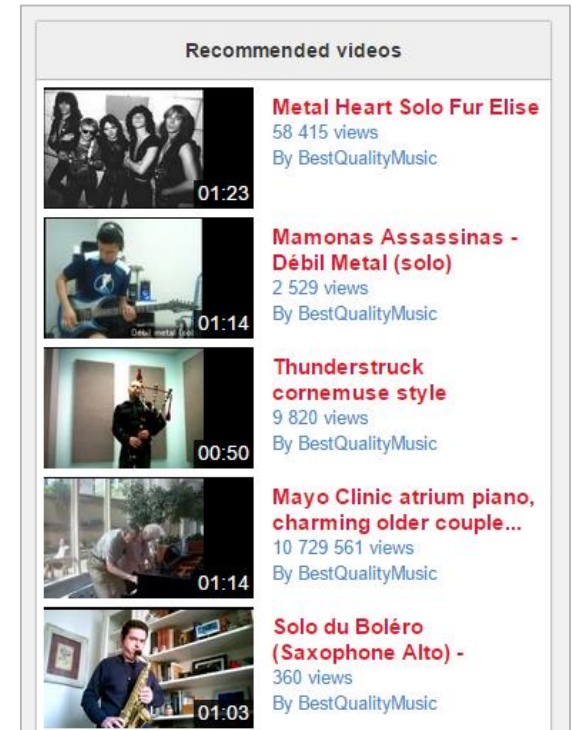 Recommended videos
Metal Heart Solo Fur Elise
58 415 views
By BestQualityMusic
01:23
Mamonas Assassinas -
Débil Metal (solo)
2 529 views
By BestQualityMusic
Débil metal (sol
01:14
Thunderstruck
cornemuse style
9 820 views
By BestQualityMusic
00:50
Mayo Clinic atrium piano,
charming older couple...
10 729 561 views
By BestQualityMusic
01:14
Solo du Boléro
(Saxophone Alto) -
360 views
By BestQualityMusic
01:03